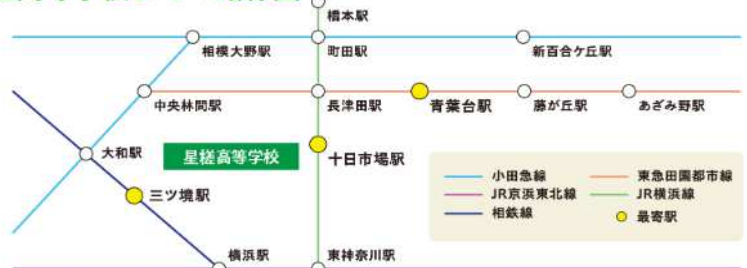 橋本駅
相模大野駅
町田駅
新百合ケ丘駅
中央林間駅
長津田駅
青葉台駅
藤が丘駅
あざみ野駅
大和駅
星槎高等学校
十日市場駅
三ツ境駅
小田急線
東急田園都市線
JR京浜東北線
JR横浜線
相鉄線
最寄駅
横浜駅
東神奈川駅